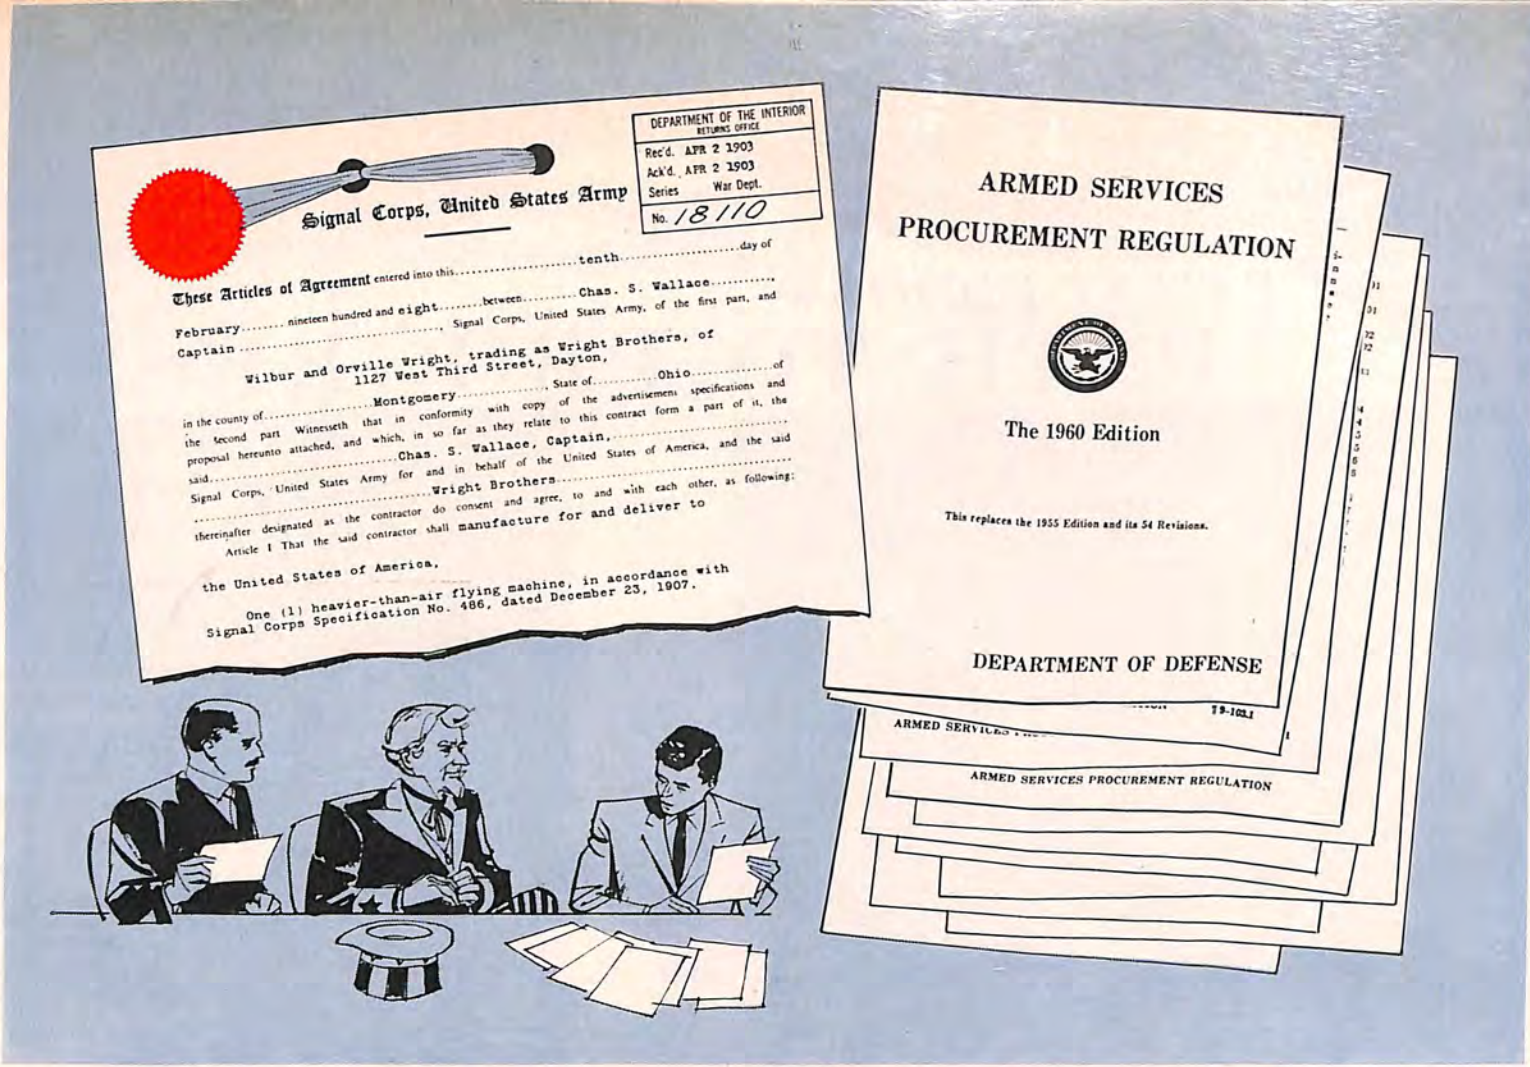 DEPARTMENT OF THE INTERIOR
RETURNS OFFICE
Rec'd. APR 2 1903
Ack'd. APR 2 1903
Series War Dept.
No. 18110
Signal Corps, United States Army
These Articles of Agreement entered into this....................tenth....................day of
February........ nineteen hundred and eight........between.........Chas. S. Wallace...........,
Captain ..................................., Signal Corps, United States Army, of the first part, and
Wilbur and Orville Wright, trading as Wright Brothers, of
1127 West Third Street, Dayton,
in the county of...................Montgomery..............., State of...........Ohio...............of
the second part Witnesseth that in conformity with copy of the advertisement specifications and
proposal hereunto attached, and which, in so far as they relate to this contract form a part of it, the
said.................................Chas. S. Wallace, Captain,...............................
Signal Corps, United States Army for and in behalf of the United States of America, and the said
..........................................Wright Brothers..........................................
thereinafter designated as the contractor do consent and agree, to and with each other, as following:
Article I That the said contractor shall manufacture for and deliver to
the United States of America,
One (1) heavier-than-air flying machine, in accordance with
Signal Corps Specification No. 486, dated December 23, 1907.
ARMED SERVICES
PROCUREMENT REGULATION
DEPARTMENT OF DEFENSE
The 1960 Edition
This replaces the 1955 Edition and its 54 Revisions.
DEPARTMENT OF DEFENSE
19-103.1
ARMED SERVICES
ARMED SERVICES PROCUREMENT REGULATION